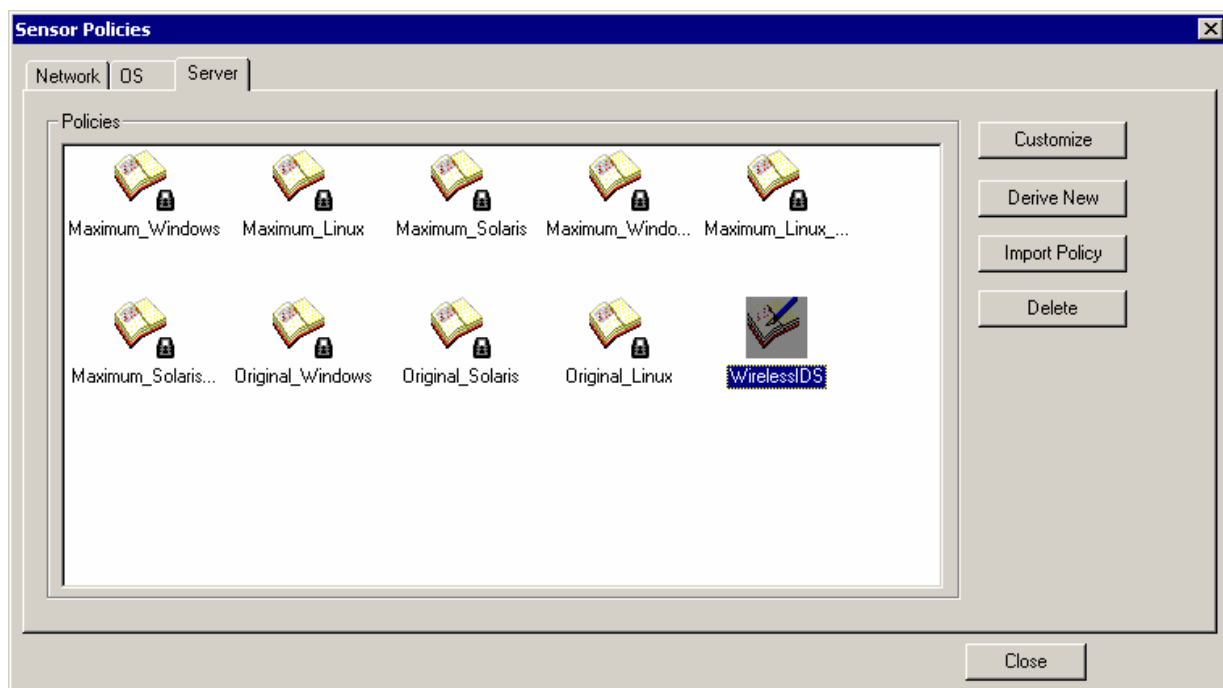 Sensor Policies
Network OS Server
Policies
Maximum_Windows Maximum_Linux Maximum_Solaris Maximum_Windo... Maximum_Linux_...
Maximum_Solaris... Original_Windows Original_Solaris Original_Linux WirelessIDS
Customize
Derive New
Import Policy
Delete
Close